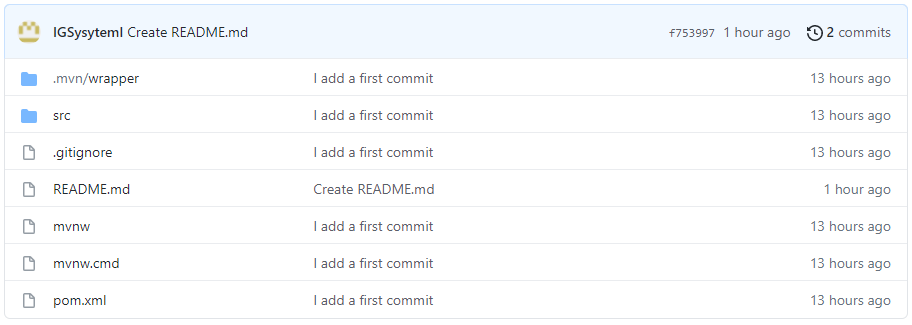 IGSysyteml Create README.md f753997 1 hour ago 2 commits
.mvn/wrapper I add a first commit 13 hours ago
src I add a first commit 13 hours ago
.gitignore I add a first commit 13 hours ago
README.md Create README.md 1 hour ago
mvnw I add a first commit 13 hours ago
mvnw.cmd I add a first commit 13 hours ago
pom.xml I add a first commit 13 hours ago